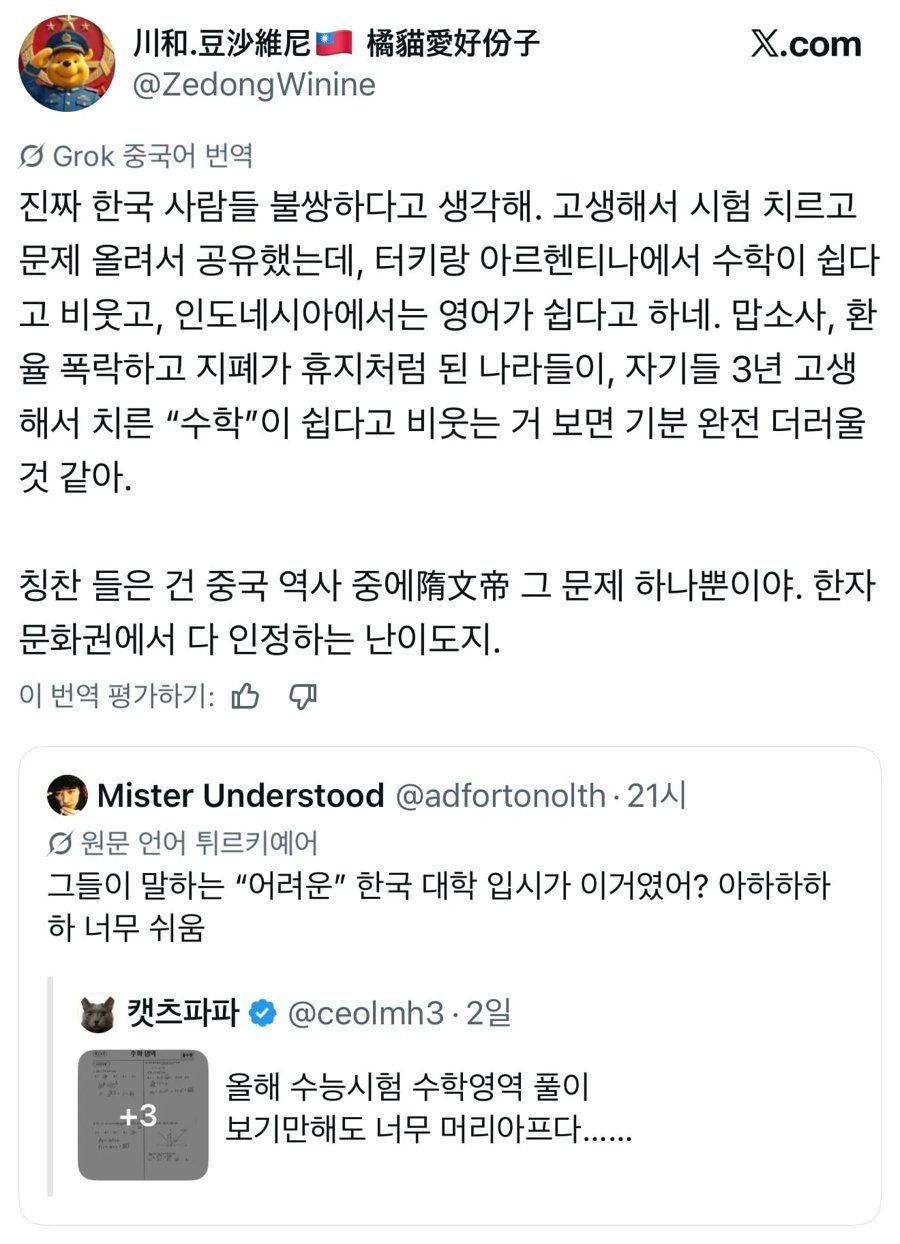 川和.豆沙維尼🇹🇼 橘貓愛好份子
X.com
@ZedongWinine
Grok 중국어 번역
진짜 한국 사람들 불쌍하다고 생각해. 고생해서 시험 치르고
문제 올려서 공유했는데, 터키랑 아르헨티나에서 수학이 쉽다
고 비웃고, 인도네시아에서는 영어가 쉽다고 하네. 맙소사, 환
율 폭락하고 지폐가 휴지처럼 된 나라들이, 자기들 3년 고생
해서 치른 “수학”이 쉽다고 비웃는 거 보면 기분 완전 더러울
것 같아.
칭찬 들은 건 중국 역사 중에隋文帝 그 문제 하나뿐이야. 한자
문화권에서 다 인정하는 난이도지.
이 번역 평가하기:
Mister Understood @adfortonolth · 21시
원문 언어 튀르키예어
그들이 말하는 “어려운” 한국 대학 입시가 이거였어? 아하하하
하 너무 쉬움
캣츠파파 @ceolmh3 · 2일
수학 영역
+3
올해 수능시험 수학영역 풀이
보기만해도 너무 머리아프다......